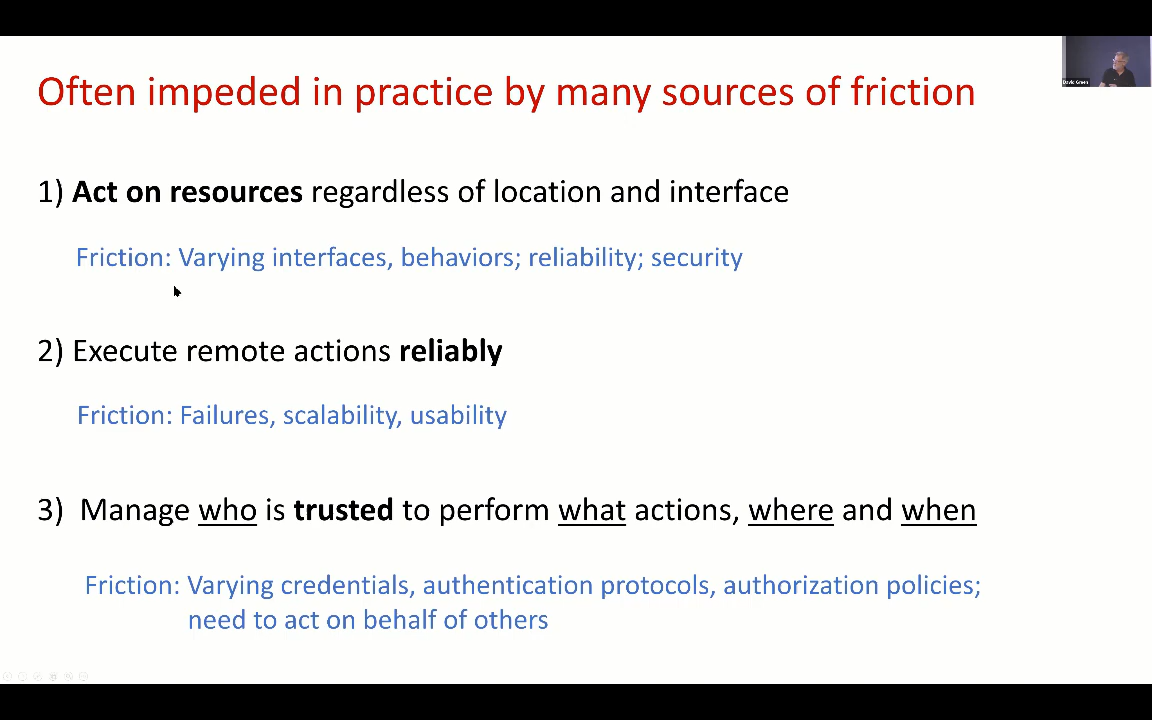 Often impeded in practice by many sources of friction
David Green
1) Act on resources regardless of location and interface
Friction: Varying interfaces, behaviors; reliability; security
2) Execute remote actions reliably
Friction: Failures, scalability, usability
3) Manage who is trusted to perform what actions, where and when
Friction: Varying credentials, authentication protocols, authorization policies;
need to act on behalf of others